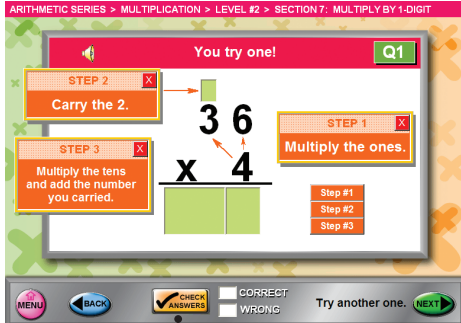 ARITHMETIC SERIES > MULTIPLICATION > LEVEL #2 > SECTION 7: MULTIPLY BY 1-DIGIT
You try one!
Q1
STEP 2
X
Carry the 2.
3 6
STEP 1
X
Multiply the ones.
STEP 3
X
Multiply the tens
and add the number
you carried.
x 4
Step #1
Step #2
Step #3
MENU
BACK
CHECK
ANSWERS
CORRECT
WRONG
Try another one.
NEXT